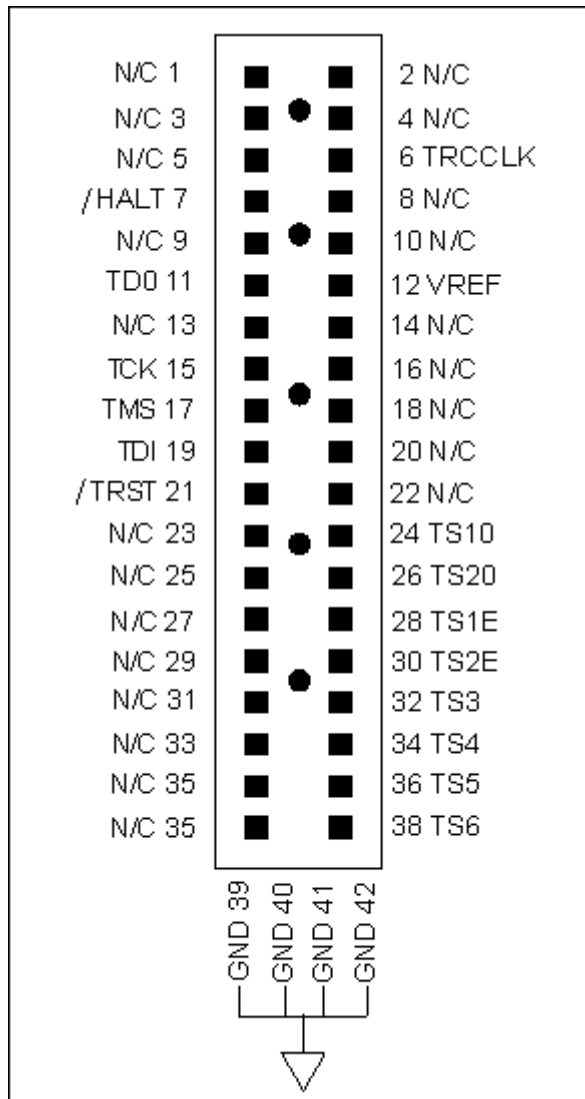 N/C 1 2 N/C
N/C 3 4 N/C
N/C 5 6 TRCCLK
/HALT 7 8 N/C
N/C 9 10 N/C
TD0 11 12 VREF
N/C 13 14 N/C
TCK 15 16 N/C
TMS 17 18 N/C
TDI 19 20 N/C
/TRST 21 22 N/C
N/C 23 24 TS10
N/C 25 26 TS20
N/C 27 28 TS1E
N/C 29 30 TS2E
N/C 31 32 TS3
N/C 33 34 TS4
N/C 35 36 TS5
N/C 35 38 TS6
GND 39
GND 40
GND 41
GND 42